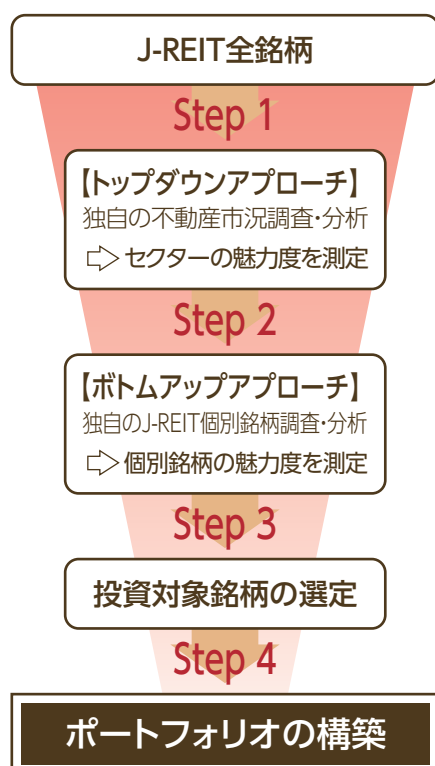 J-REIT全銘柄
Step 1
【トップダウンアプローチ】
独自の不動産市況調査・分析
⇨セクターの魅力度を測定
Step 2
【ボトムアップアプローチ】
独自のJ-REIT個別銘柄調査・分析
⇨個別銘柄の魅力度を測定
Step 3
投資対象銘柄の選定
Step 4
ポートフォリオの構築